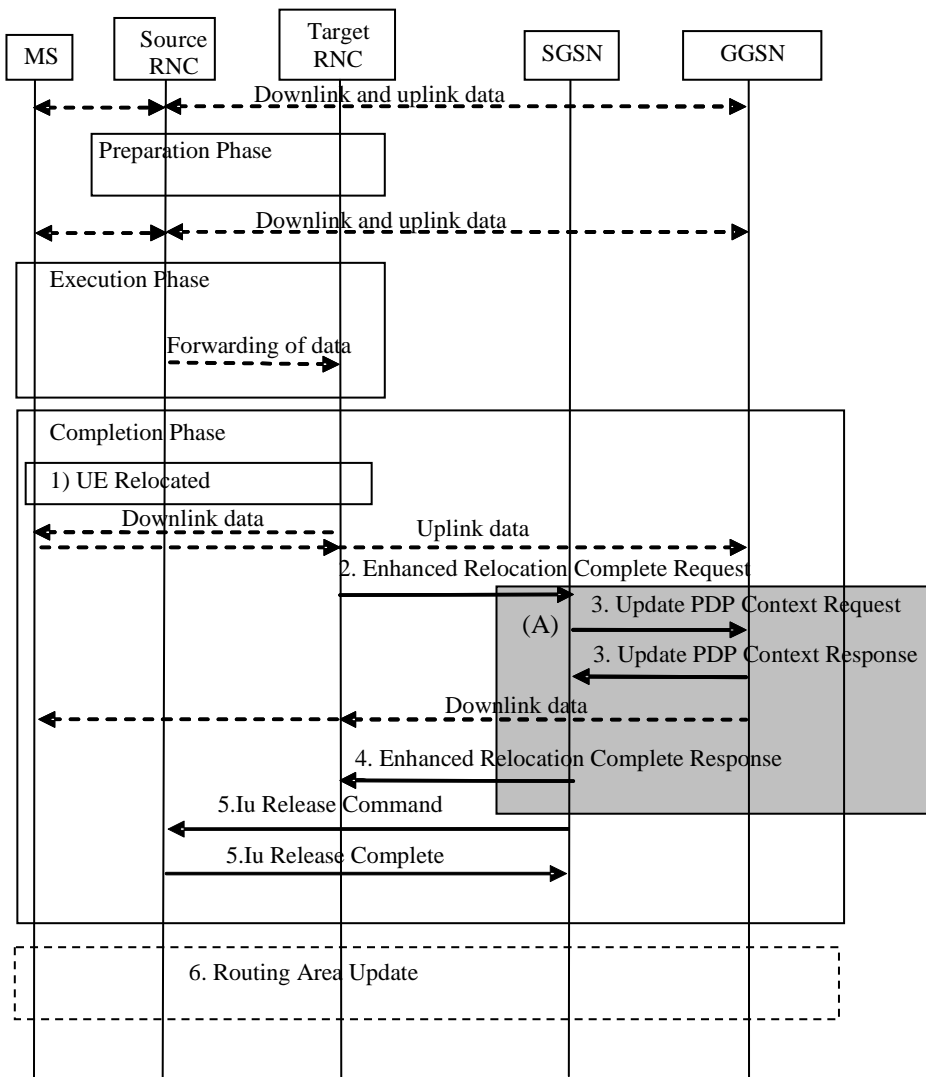 MS
Source
RNC
Target
RNC
SGSN
GGSN
Downlink and uplink data
Preparation Phase
Downlink and uplink data
Execution Phase
Forwarding of data
Completion Phase
1) UE Relocated
Downlink data
Uplink data
2. Enhanced Relocation Complete Request
(A)
3. Update PDP Context Request
3. Update PDP Context Response
Downlink data
4. Enhanced Relocation Complete Response
5.Iu Release Command
5.Iu Release Complete
6. Routing Area Update